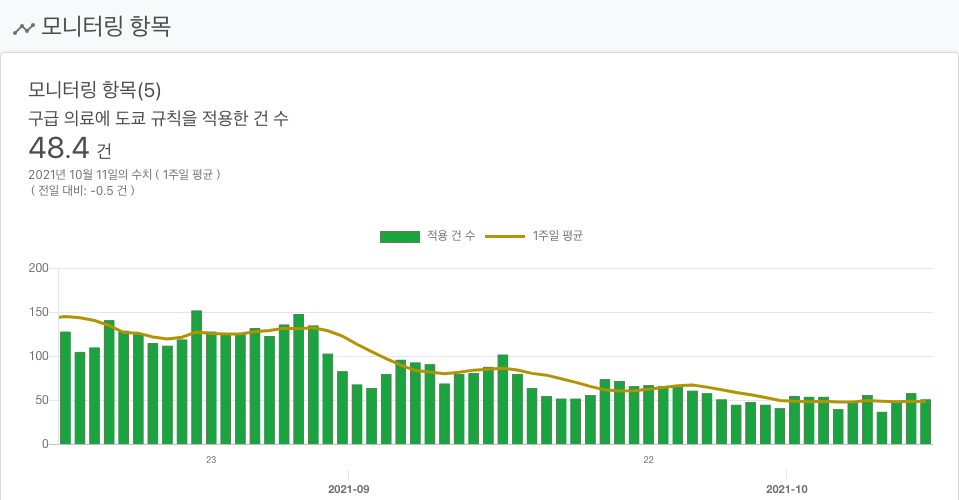 모니터링 항목
모니터링 항목(5)
구급 의료에 도쿄 규칙을 적용한 건 수
48.4 건
2021년 10월 11일의 수치 ( 1주일 평균 )
( 전일 대비: -0.5 건 )
적용 건 수 1주일 평균
200
150
100
50
0
23 22
2021-09 2021-10